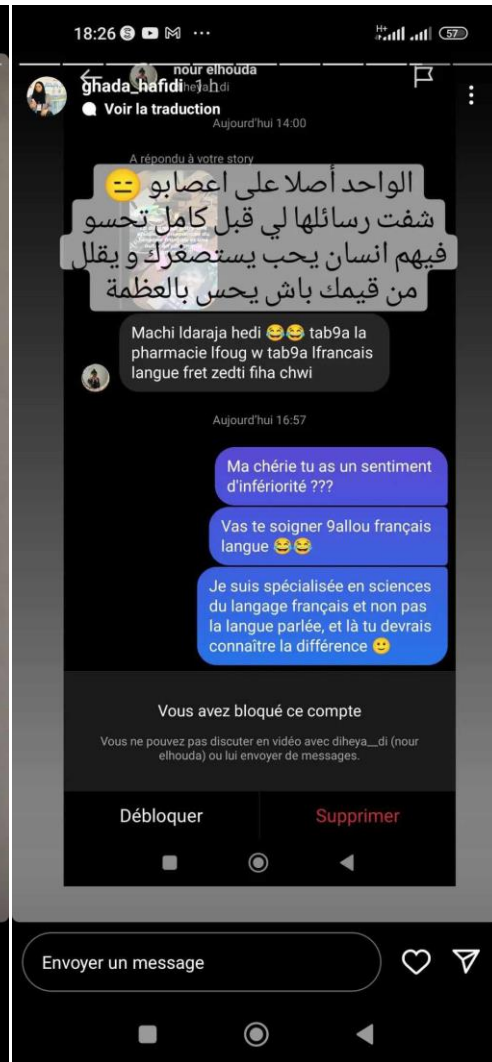 18:26
57
nour elhouda
ghada_hafidi 1 h
Voir la traduction
Aujourd'hui 14:00
A répondu à votre story
الواحد أصلا على اعصابو 😑
شفت رسائلها لي قبل كامل تحسو
فيهم انسان يحب يستصغرك و يقلل
من قيمك باش يحس بالعظمة
Machi ldaraja hedi 😂😂 tab9a la
pharmacie lfoug w tab9a lfrancais
langue fret zedti fiha chwi
Aujourd'hui 16:57
Ma chérie tu as un sentiment
d'infériorité ???
Vas te soigner 9allou français
langue 😂😂
Je suis spécialisée en sciences
du langage français et non pas
la langue parlée, et là tu devrais
connaître la différence 🙂
Vous avez bloqué ce compte
Vous ne pouvez pas discuter en vidéo avec diheya__di (nour
elhouda) ou lui envoyer de messages.
Débloquer
Supprimer
Envoyer un message